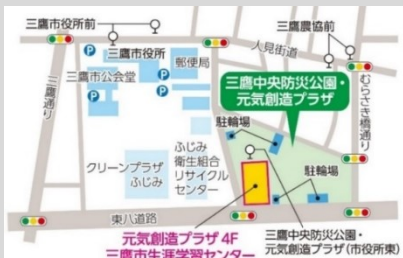 三鷹市役所前
三鷹農協前
人見街道
三鷹市役所
郵便局
P
P
三鷹市公会堂
P
P
三鷹中央防災公園・
元気創造プラザ
三鷹通り
むらさき橋通り
駐輪場
ふじみ
衛生組合
リサイクル
センター
クリーンプラザ
ふじみ
駐輪場
東八道路
元気創造プラザ 4F
三鷹市生涯学習センター
三鷹中央防災公園・
元気創造プラザ(市役所東)